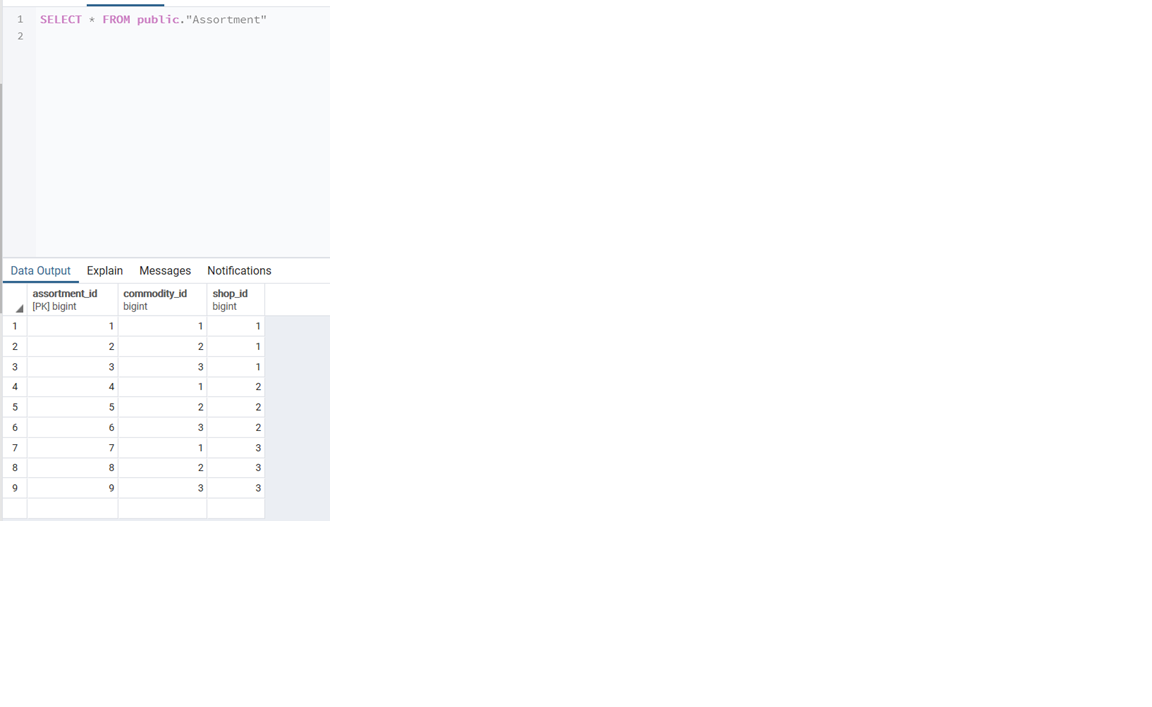 1 SELECT * FROM public."Assortment"
2
Data Output Explain Messages Notifications
assortment_id commodity_id shop_id
[PK] bigint bigint bigint
1 1 1 1
2 2 2 1
3 3 3 1
4 4 1 2
5 5 2 2
6 6 3 2
7 7 1 3
8 8 2 3
9 9 3 3